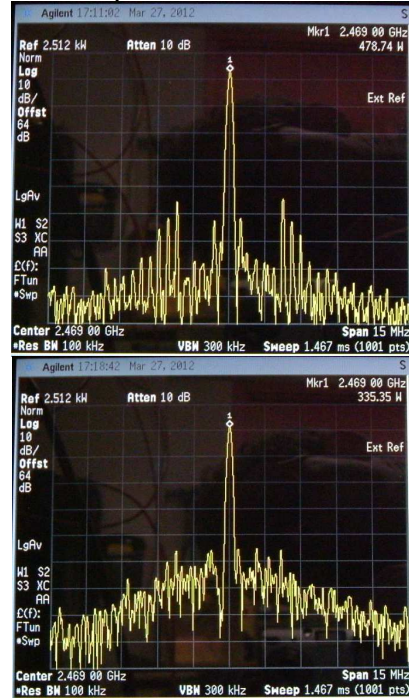 Agilent 17:11:02 Mar 27, 2012
S
Mkr1 2.469 00 GHz
Ref 2.512 kW Atten 10 dB 478.74 W
Norm
Log
10
dB/
Offst
64
dB
1
Ext Ref
LgAv
W1 S2
S3 XC
AA
£(f):
FTun
*Swp
Center 2.469 00 GHz Span 15 MHz
*Res BW 100 kHz VBW 300 kHz Sweep 1.467 ms (1001 pts)
Agilent 17:18:42 Mar 27, 2012
S
Mkr1 2.469 00 GHz
Ref 2.512 kW Atten 10 dB 335.35 W
Norm
Log
10
dB/
Offst
64
dB
1
Ext Ref
LgAv
W1 S2
S3 XC
AA
£(f):
FTun
*Swp
Center 2.469 00 GHz Span 15 MHz
*Res BW 100 kHz VBW 300 kHz Sweep 1.467 ms (1001 pts)